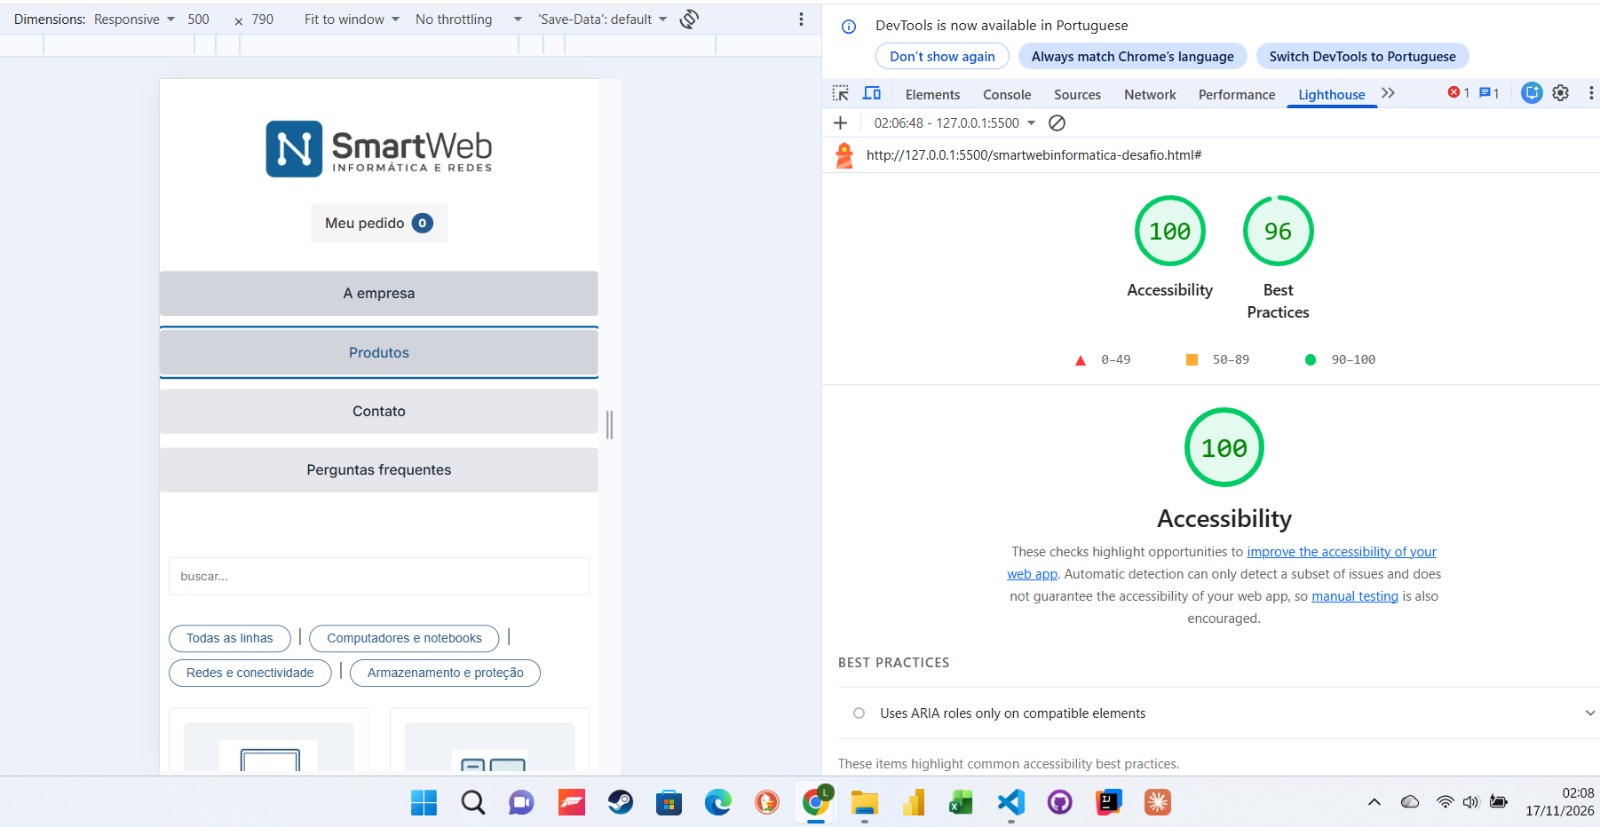 Dimensions: Responsive 500 × 790 Fit to window No throttling 'Save-Data': default
SmartWeb
INFORMÁTICA E REDES
Meu pedido 0
A empresa
Produtos
Contato
Perguntas frequentes
buscar...
Todas as linhas | Computadores e notebooks |
Redes e conectividade | Armazenamento e proteção
DevTools is now available in Portuguese
Don't show again Always match Chrome's language Switch DevTools to Portuguese
Elements Console Sources Network Performance Lighthouse 1 1
02:06:48 - 127.0.0.1:5500
http://127.0.0.1:5500/smartwebinformatica-desafio.html#
100 96
Accessibility Best
Practices
0–49 50–89 90–100
100
Accessibility
These checks highlight opportunities to improve the accessibility of your
web app. Automatic detection can only detect a subset of issues and does
not guarantee the accessibility of your web app, so manual testing is also
encouraged.
BEST PRACTICES
Uses ARIA roles only on compatible elements
These items highlight common accessibility best practices.
L
IJ
02:08
17/11/2026